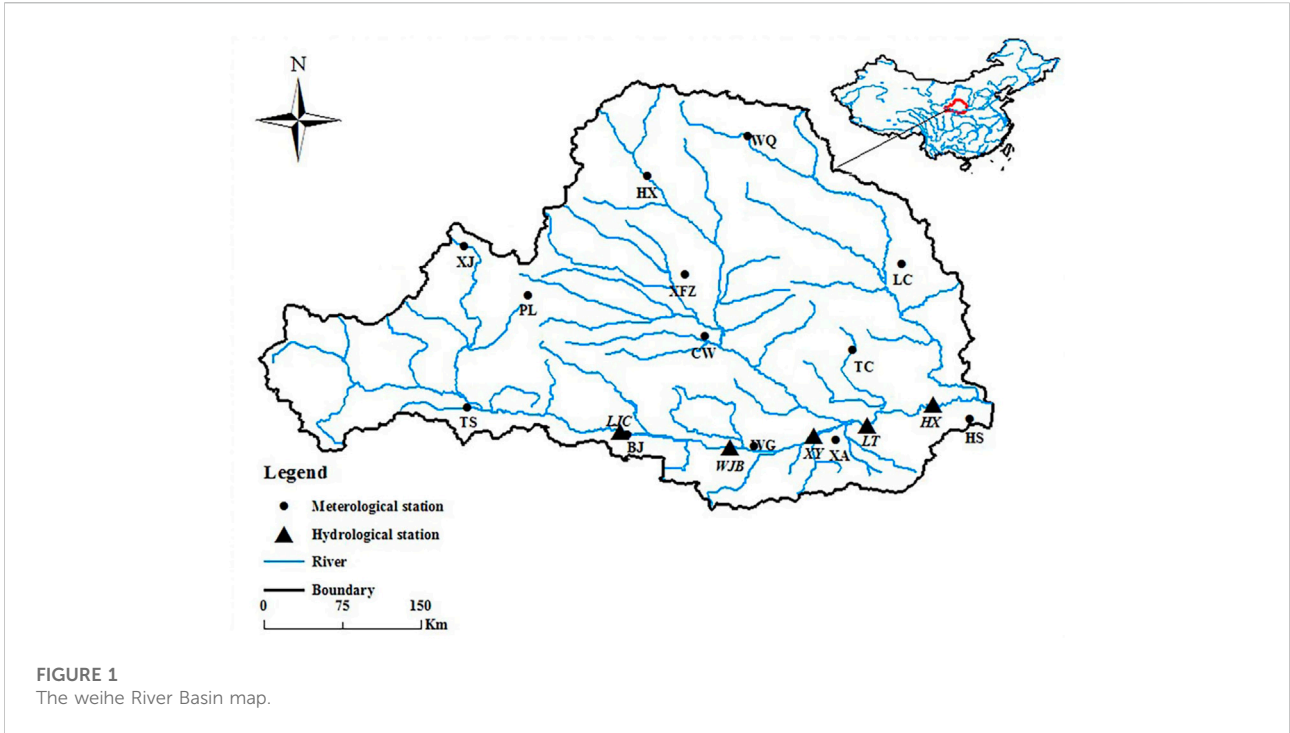 N
WQ
HX
XJ
LC
XFZ
PL
CW
TC
TS
LJC
BJ
WJB
WG
XY
XA
LT
HX
HS
Legend
Meterological station
Hydrological station
River
Boundary
0 75 150
Km
FIGURE 1
The weihe River Basin map.